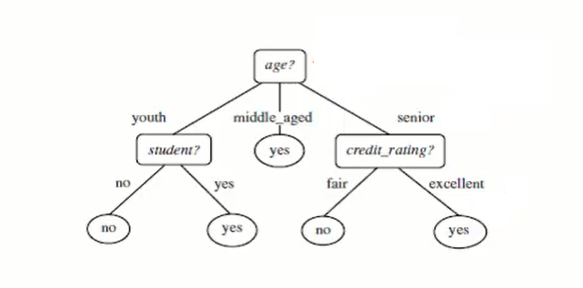 age?
youth middle_aged senior
student? yes credit_rating?
no yes fair excellent
no yes no yes